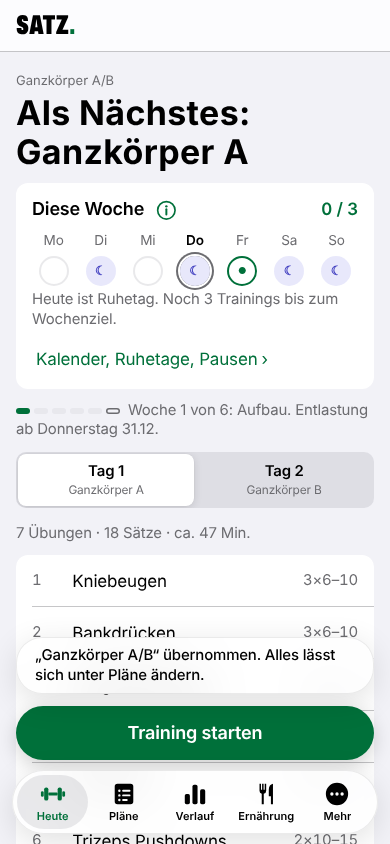 SATZ.
Ganzkörper A/B
Als Nächstes:
Ganzkörper A
Diese Woche 0 / 3
Mo Di Mi Do Fr Sa So
Heute ist Ruhetag. Noch 3 Trainings bis zum
Wochenziel.
Kalender, Ruhetage, Pausen ›
Woche 1 von 6: Aufbau. Entlastung
ab Donnerstag 31.12.
Tag 1 Tag 2
Ganzkörper A Ganzkörper B
7 Übungen · 18 Sätze · ca. 47 Min.
1 Kniebeugen 3×6–10
2 Bankdrücken 3×6–10
„Ganzkörper A/B“ übernommen. Alles lässt
sich unter Pläne ändern.
Training starten
Heute Pläne Verlauf Ernährung Mehr
6 Trizeps Pushdowns 2×10–15